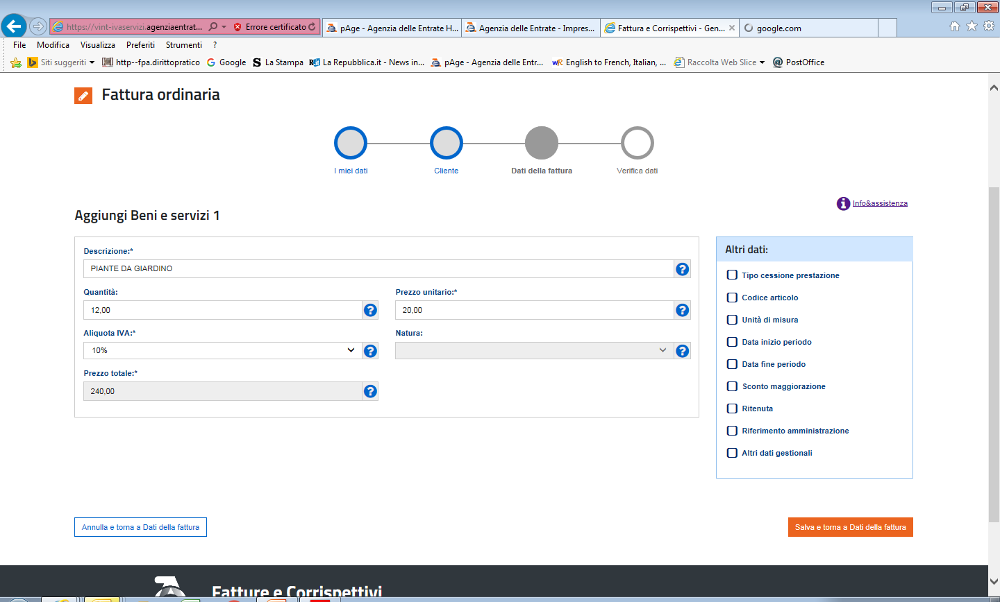 https://vint-ivaservizi.agenziaentrat... Errore certificato
pAge - Agenzia delle Entrate H...
Agenzia delle Entrate - Impres...
Fattura e Corrispettivi - Gen...
google.com
File Modifica Visualizza Preferiti Strumenti ?
Siti suggeriti http--fpa.dirittopratico Google La Stampa La Repubblica.it - News in... pAge - Agenzia delle Entr... English to French, Italian, ... Raccolta Web Slice PostOffice
Fattura ordinaria
I miei dati Cliente Dati della fattura Verifica dati
Info&assistenza
Aggiungi Beni e servizi 1
Descrizione:*
PIANTE DA GIARDINO
Quantità: Prezzo unitario:*
12,00 20,00
Aliquota IVA:* Natura:
10%
Prezzo totale:*
240,00
Altri dati:
Tipo cessione prestazione
Codice articolo
Unità di misura
Data inizio periodo
Data fine periodo
Sconto maggiorazione
Ritenuta
Riferimento amministrazione
Altri dati gestionali
Annulla e torna a Dati della fattura
Salva e torna a Dati della fattura
Fatture e Corrispettivi